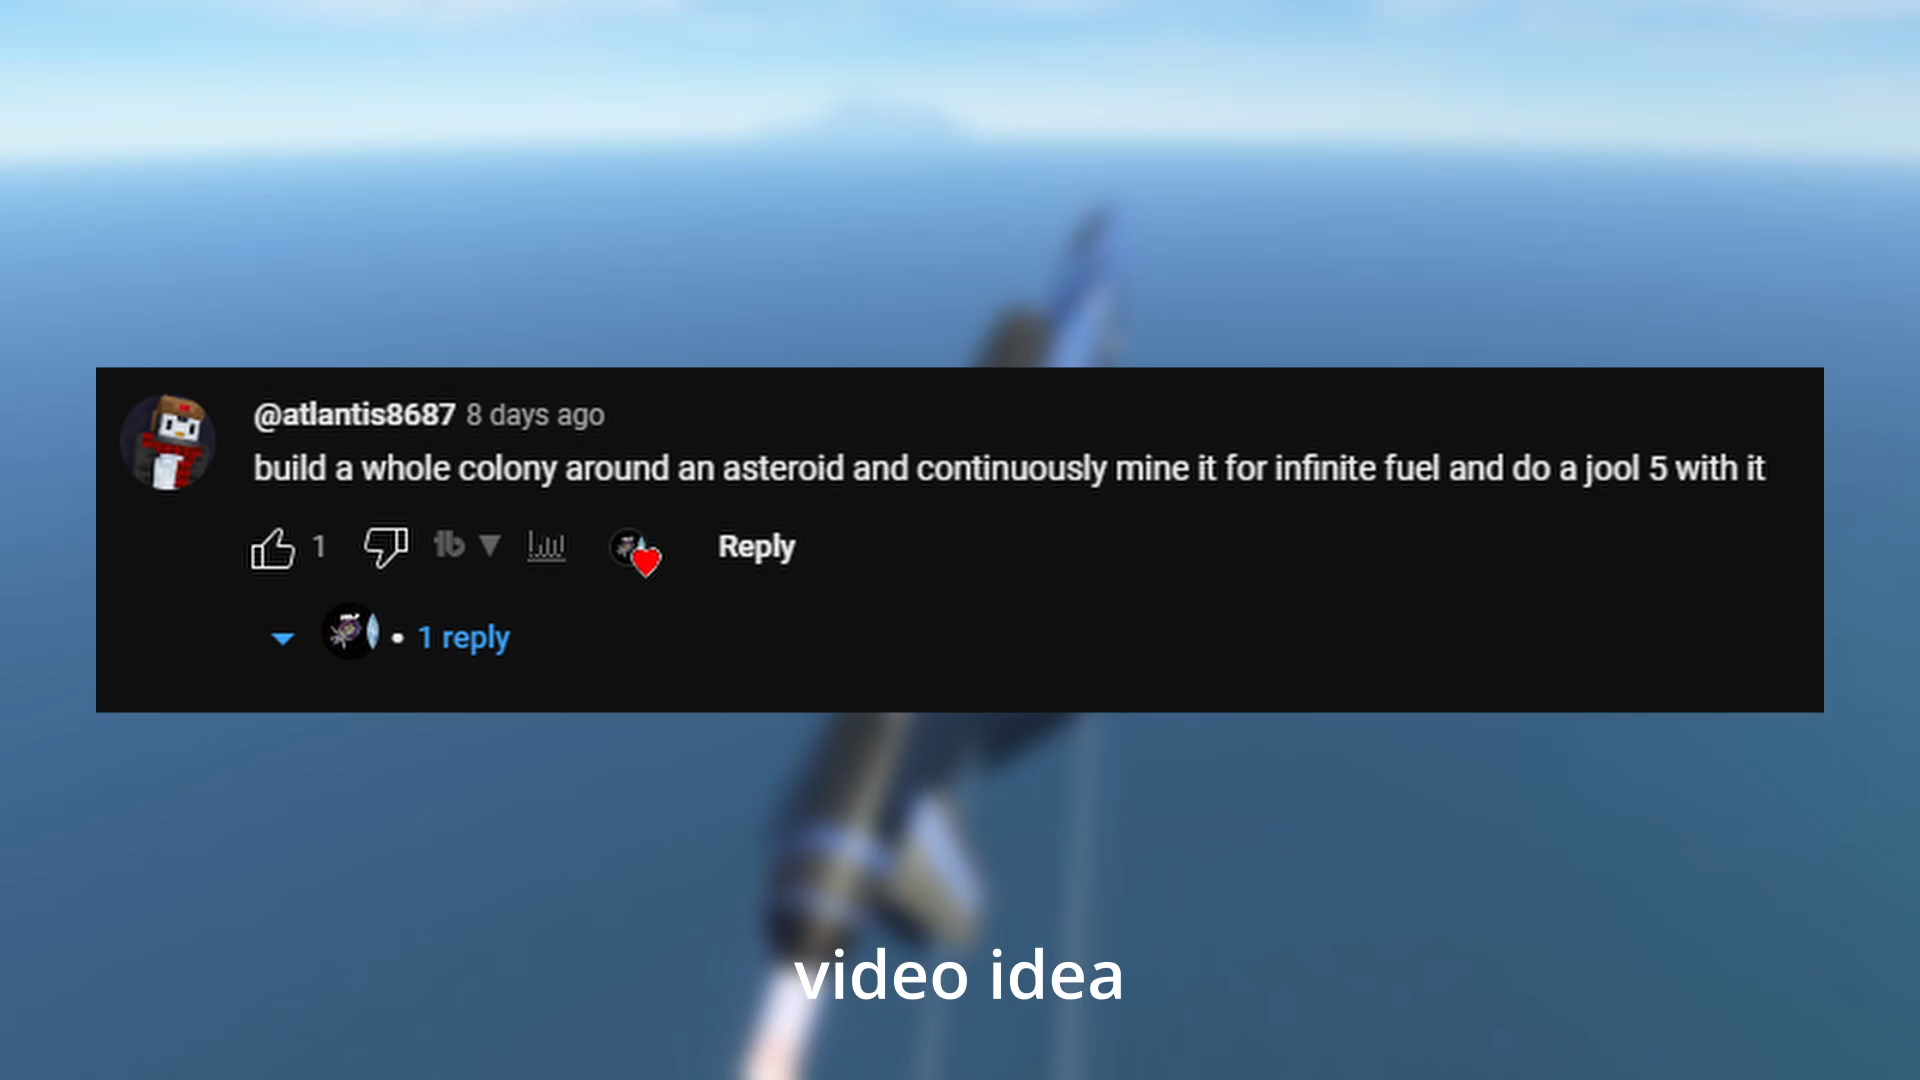 @atlantis8687 8 days ago
build a whole colony around an asteroid and continuously mine it for infinite fuel and do a jool 5 with it
1 Reply
• 1 reply
video idea